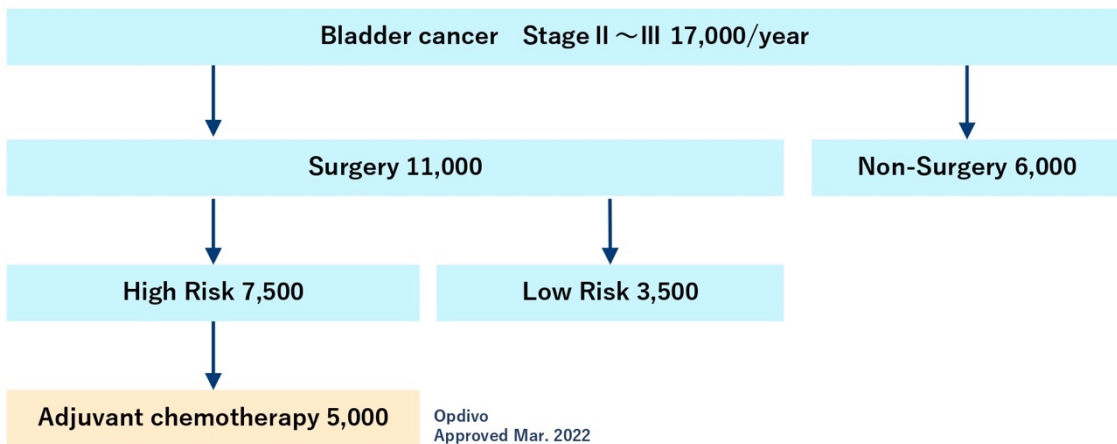 Bladder cancer　Stage Ⅱ ～Ⅲ 17,000/year
Surgery 11,000
Non-Surgery 6,000
High Risk 7,500
Low Risk 3,500
Adjuvant chemotherapy 5,000
Opdivo
Approved Mar. 2022